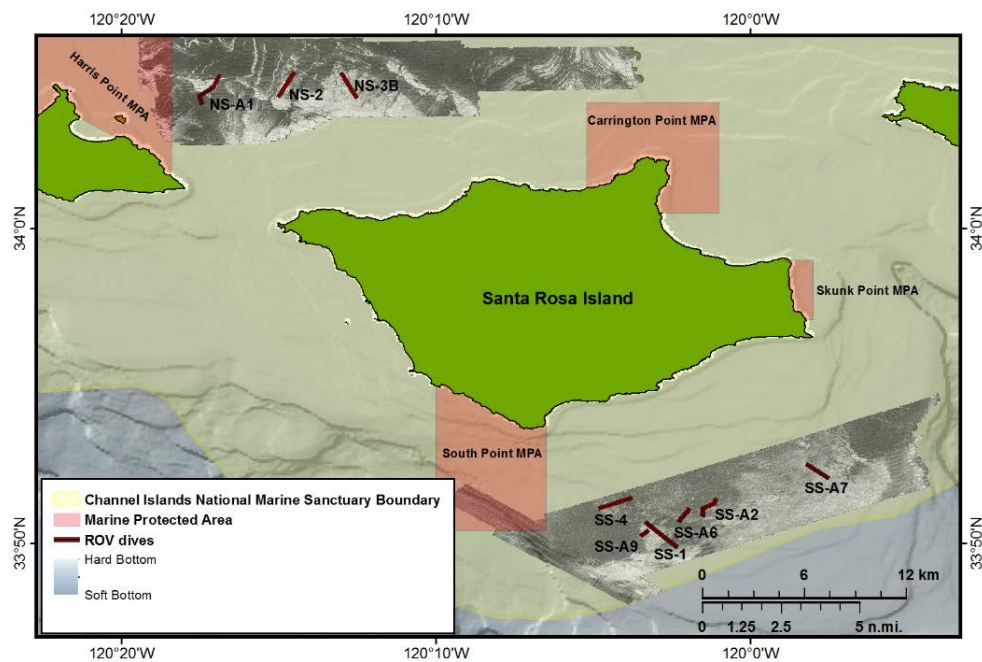 120°20'W
120°10'W
120°0'W
Harris Point MPA
NS-A1
NS-2
NS-3B
Carrington Point MPA
34°0'N
34°0'N
Santa Rosa Island
Skunk Point MPA
South Point MPA
SS-A7
SS-4
SS-A2
SS-A6
SS-A9
SS-1
33°50'N
33°50'N
Channel Islands National Marine Sanctuary Boundary
Marine Protected Area
ROV dives
Hard Bottom
Soft Bottom
0 6 12 km
0 1.25 2.5 5 n.mi.
120°20'W
120°10'W
120°0'W